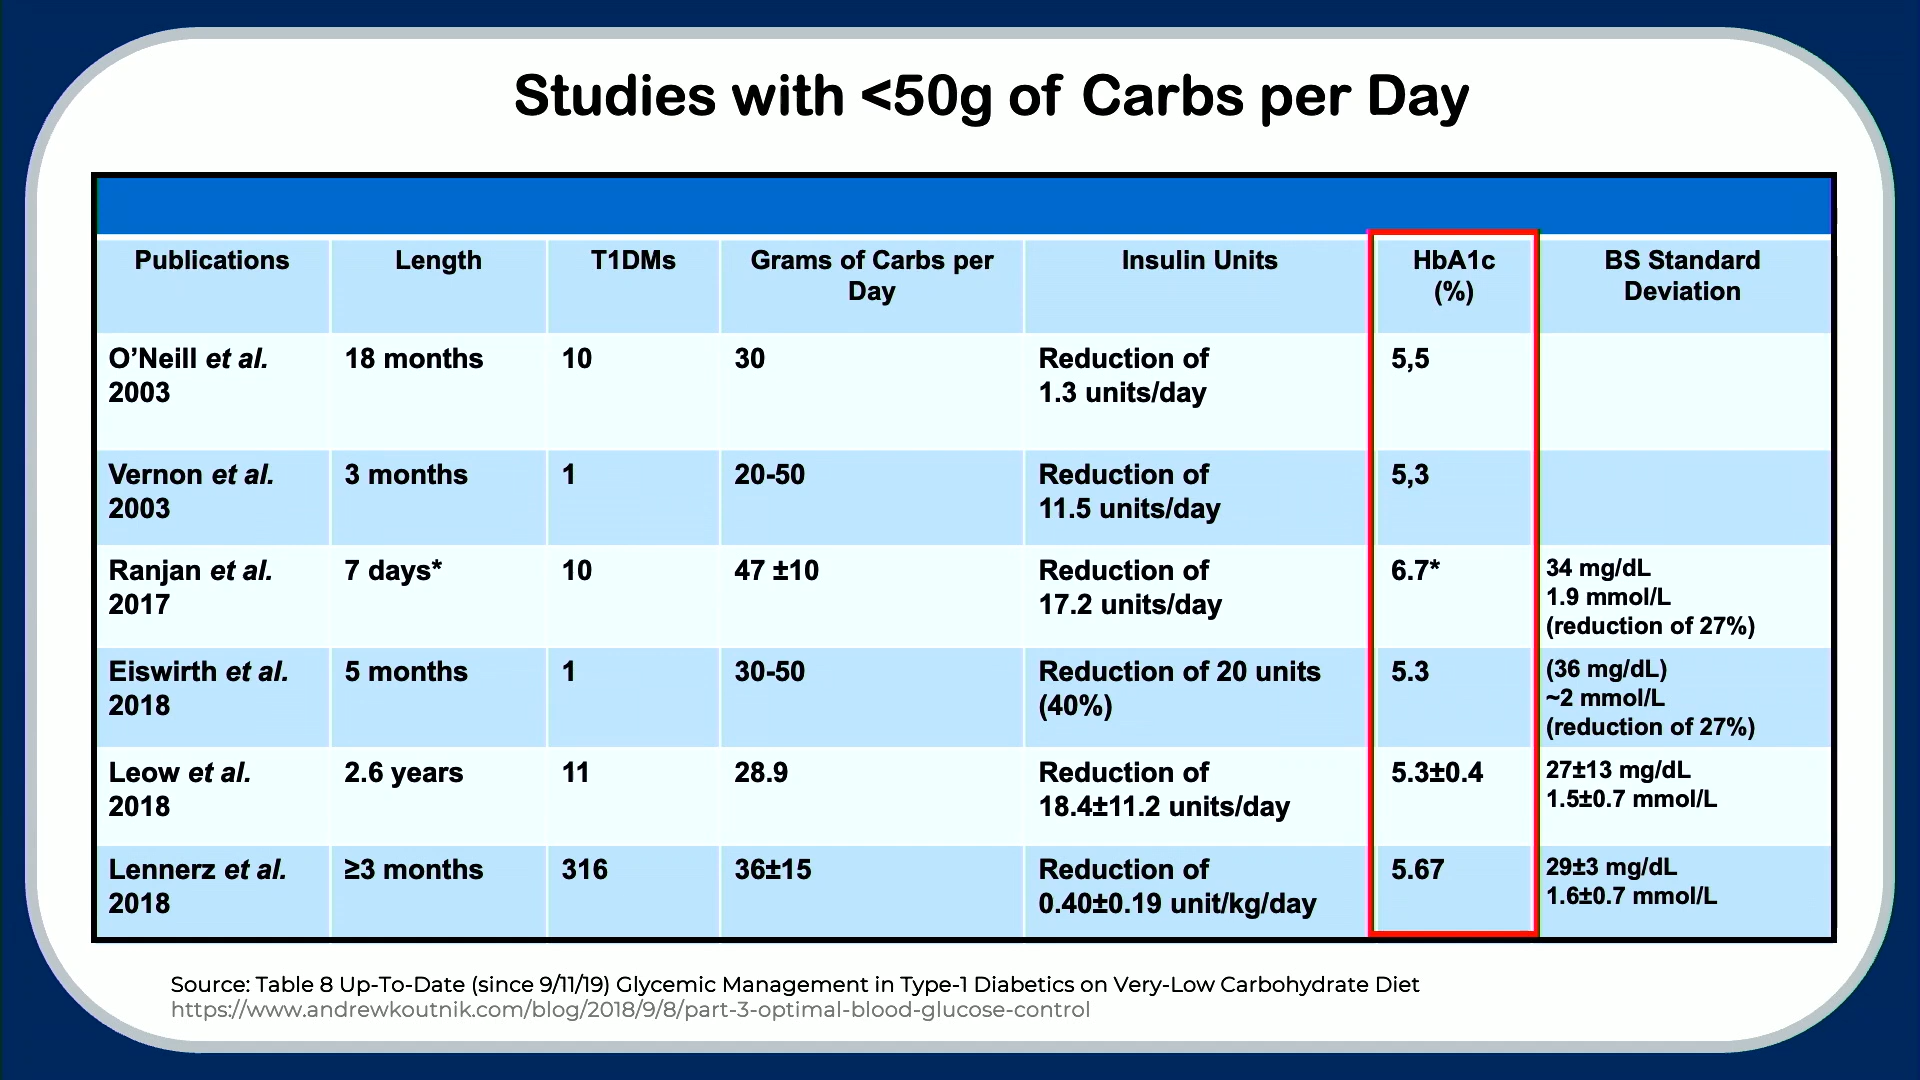 Studies with <50g of Carbs per Day
Publications
Length
T1DMs
Grams of Carbs per
Day
Insulin Units
HbA1c
(%)
BS Standard
Deviation
O’Neill et al.
2003
18 months
10
30
Reduction of
1.3 units/day
5,5
Vernon et al.
2003
3 months
1
20-50
Reduction of
11.5 units/day
5,3
Ranjan et al.
2017
7 days*
10
47 ±10
Reduction of
17.2 units/day
6.7*
34 mg/dL
1.9 mmol/L
(reduction of 27%)
Eiswirth et al.
2018
5 months
1
30-50
Reduction of 20 units
(40%)
5.3
(36 mg/dL)
~2 mmol/L
(reduction of 27%)
Leow et al.
2018
2.6 years
11
28.9
Reduction of
18.4±11.2 units/day
5.3±0.4
27±13 mg/dL
1.5±0.7 mmol/L
Lennerz et al.
2018
≥3 months
316
36±15
Reduction of
0.40±0.19 unit/kg/day
5.67
29±3 mg/dL
1.6±0.7 mmol/L
Source: Table 8 Up-To-Date (since 9/11/19) Glycemic Management in Type-1 Diabetics on Very-Low Carbohydrate Diet
https://www.andrewkoutnik.com/blog/2018/9/8/part-3-optimal-blood-glucose-control